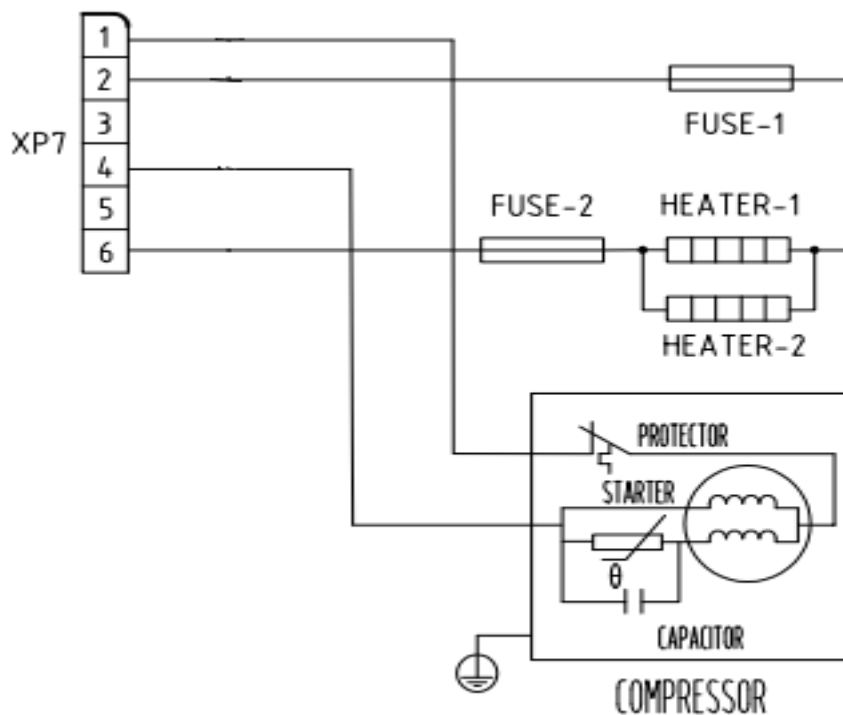 1
2
3
XP7
4
5
6
FUSE-1
FUSE-2
HEATER-1
HEATER-2
PROTECTOR
STARTER
θ
CAPACITOR
COMPRESSOR